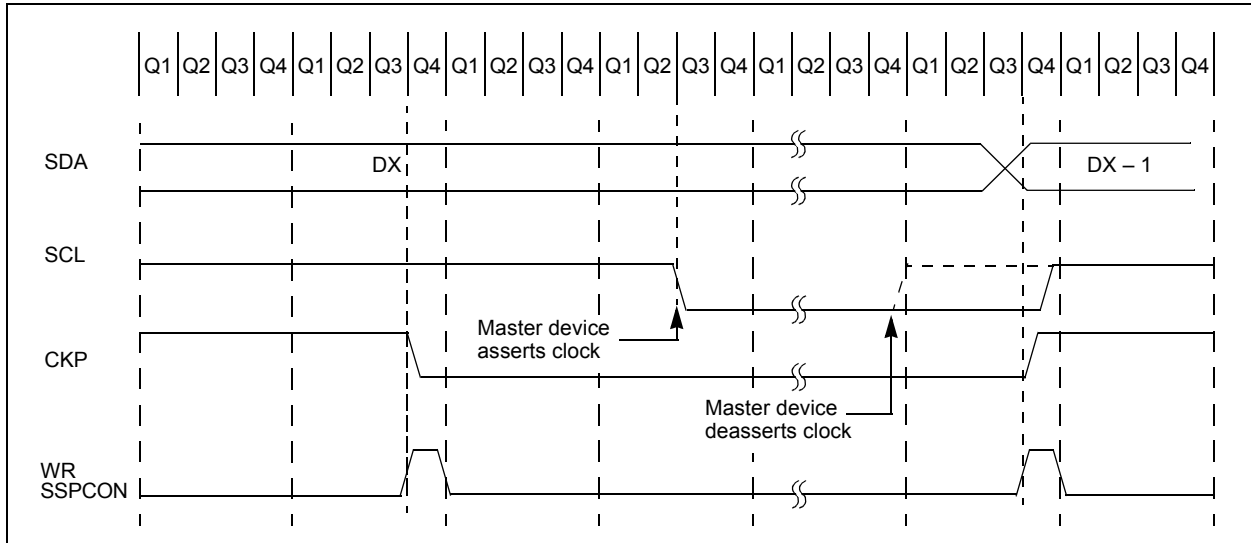 Q1 Q2 Q3 Q4 Q1 Q2 Q3 Q4 Q1 Q2 Q3 Q4 Q1 Q2 Q3 Q4 Q1 Q2 Q3 Q4 Q1 Q2 Q3 Q4 Q1 Q2 Q3 Q4
SDA
DX
DX – 1
SCL
Master device
asserts clock
CKP
Master device
deasserts clock
WR
SSPCON